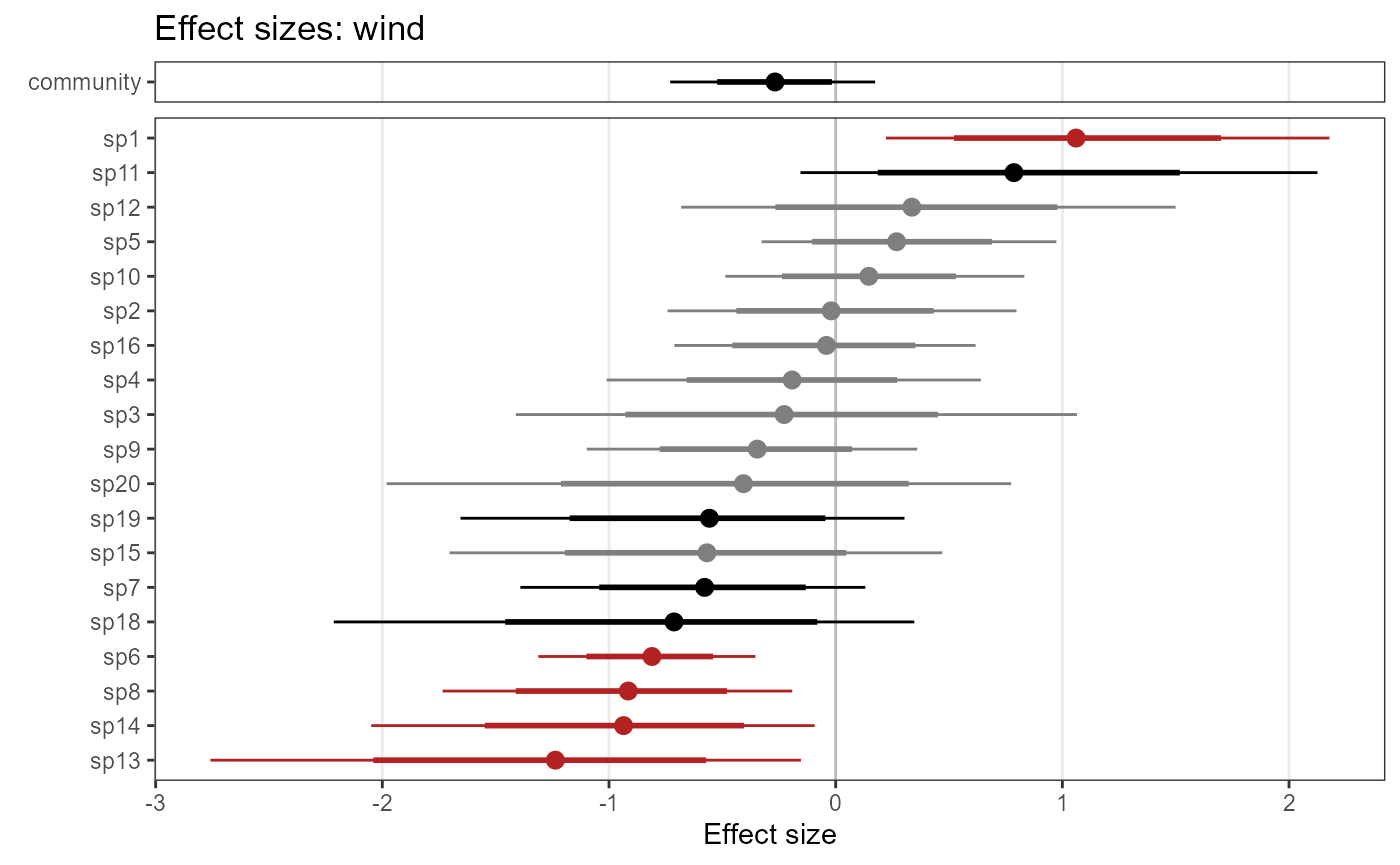 Effect sizes: wind
community
sp1
sp11
sp12
sp5
sp10
sp2
sp16
sp4
sp3
sp9
sp20
sp19
sp15
sp7
sp18
sp6
sp8
sp14
sp13
-3 -2 -1 0 1 2
Effect size